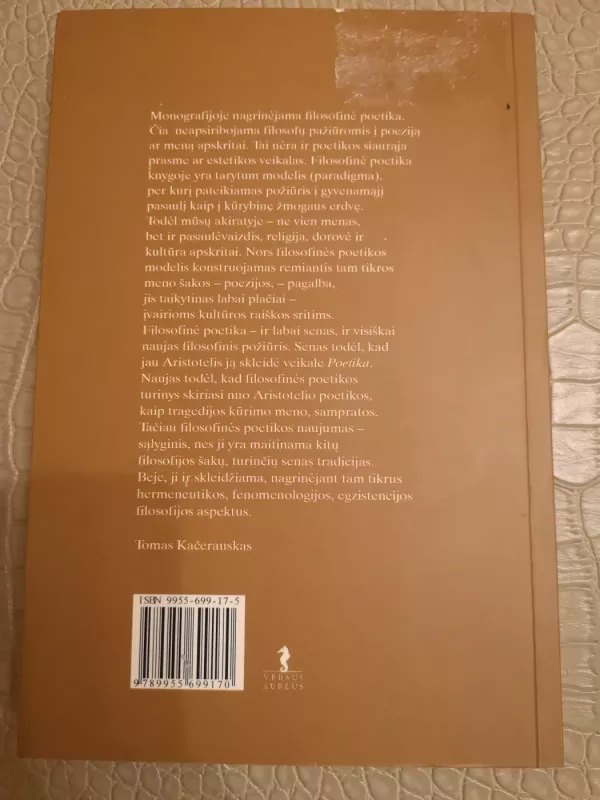 Monografijoje nagrinėjama filosofinė poetika.
Čia neapsiribojama filosofų pažiūromis į poeziją
ar meną apskritai. Tai nėra ir poetikos siaurąja
prasme ar estetikos veikalas. Filosofinė poetika
knygoje yra tarytum modelis (paradigma),
per kurį pateikiamas požiūris į gyvenamąjį
pasaulį kaip į kūrybinę žmogaus erdvę.
Todėl mūsų akiratyje – ne vien menas,
bet ir pasaulėvaizdis, religija, dorovė ir
kultūra apskritai. Nors filosofinės poetikos
modelis konstruojamas remiantis tam tikros
meno šakos – poezijos, – pagalba,
jis taikytinas labai plačiai –
įvairioms kultūros raiškos sritims.
Filosofinė poetika – ir labai senas, ir visiškai
naujas filosofinis požiūris. Senas todėl, kad
jau Aristotelis ją skleidė veikale Poetika.
Naujas todėl, kad filosofinės poetikos
turinys skiriasi nuo Aristotelio poetikos,
kaip tragedijos kūrimo meno, sampratos.
Tačiau filosofinės poetikos naujumas –
sąlyginis, nes ji yra maitinama kitų
filosofijos šakų, turinčių senas tradicijas.
Beje, ji ir skleidžiama, nagrinėjant tam tikrus
hermeneutikos, fenomenologijos, egzistencijos
filosofijos aspektus.
Tomas Kačerauskas
ISBN 9955-699-17-5
9 789955 699170
VERSUS
AUREUS